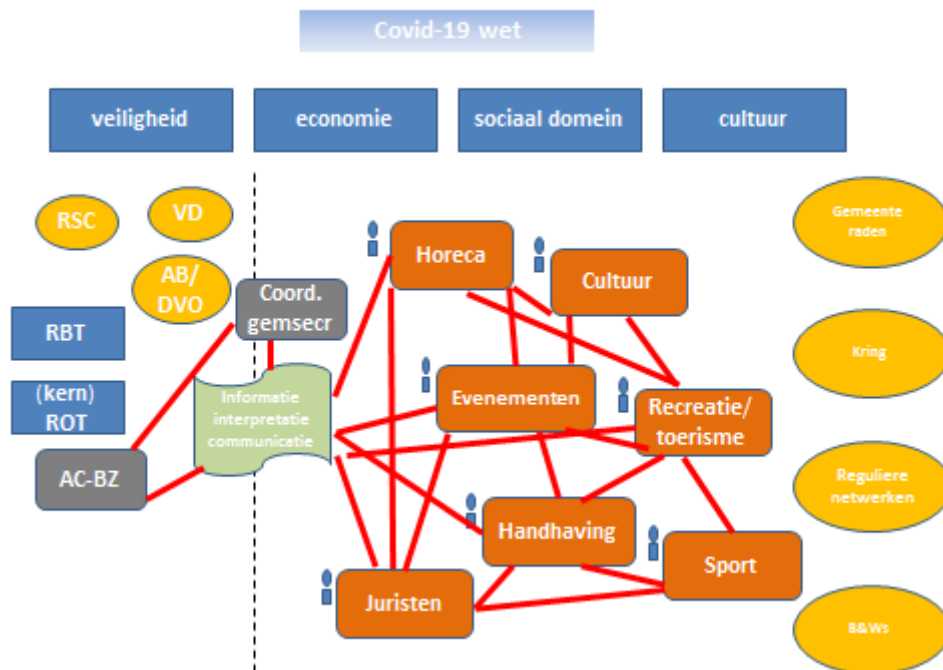 Covid-19 wet
veiligheid
economie
sociaal domein
cultuur
RSC
VD
AB/
DVO
RBT
(kern)
ROT
AC-BZ
Coord.
gemsecr
Informatie
interpretatie
communicatie
Horeca
Cultuur
Evenementen
Recreatie/
toerisme
Handhaving
Sport
Juristen
Gemeente
raden
Kring
Reguliere
netwerken
B&Ws